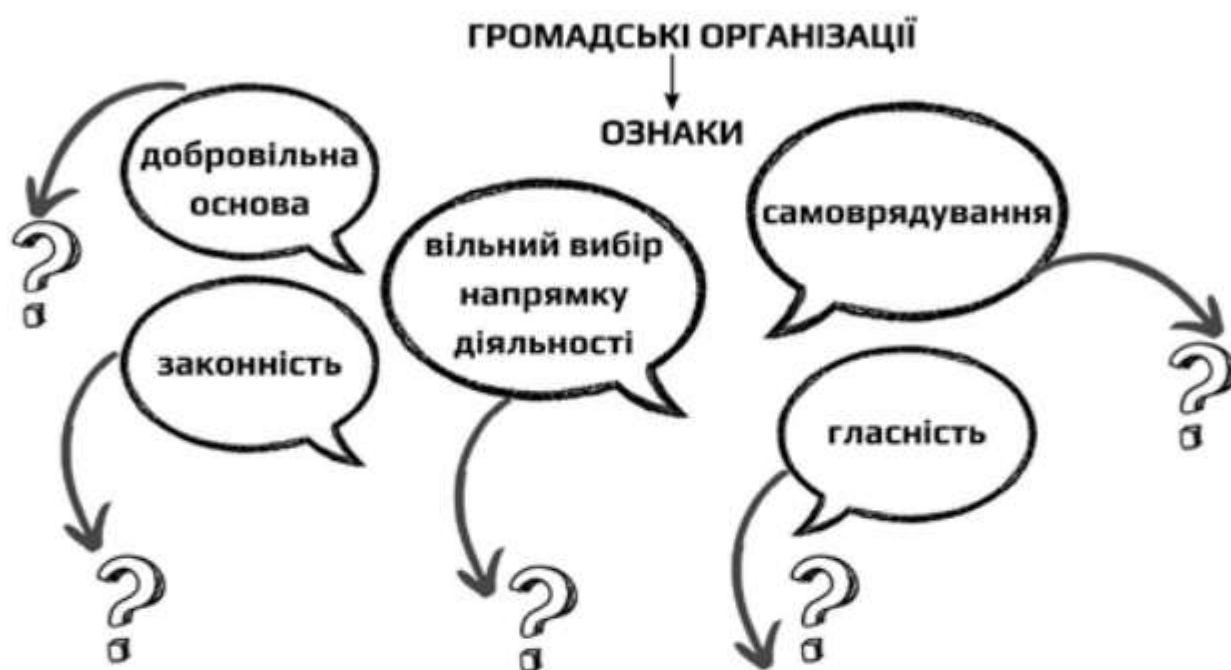 ГРОМАДСЬКІ ОРГАНІЗАЦІЇ
ОЗНАКИ
добровільна
основа
?
законність
?
вільний вибір
напрямку
діяльності
?
самоврядування
?
гласність
?